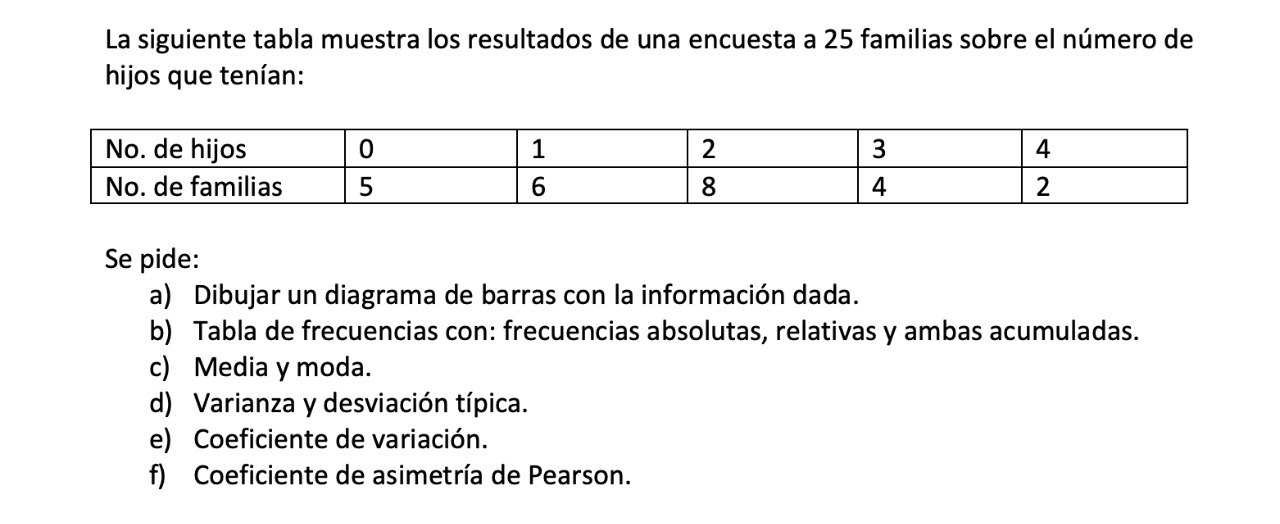 La siguiente tabla muestra los resultados de una encuesta a 25 familias sobre el número de
hijos que tenían:
No. de hijos 0 1 2 3 4
No. de familias 5 6 8 4 2
Se pide:
a) Dibujar un diagrama de barras con la información dada.
b) Tabla de frecuencias con: frecuencias absolutas, relativas y ambas acumuladas.
c) Media y moda.
d) Varianza y desviación típica.
e) Coeficiente de variación.
f) Coeficiente de asimetría de Pearson.